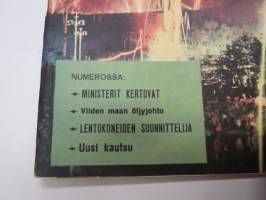 NUMEROSSA:
MINISTERIT KERTOVAT
Viiden maan öljyjohto
LENTOKONEIDEN SUUNNITTELIJA
Uusi kautsu